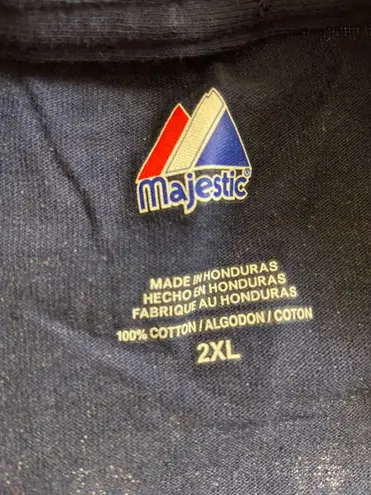 majestic®
MADE IN HONDURAS
HECHO EN HONDURAS
FABRIQUE AU HONDURAS
100% COTTON / ALGODON / COTON
2XL